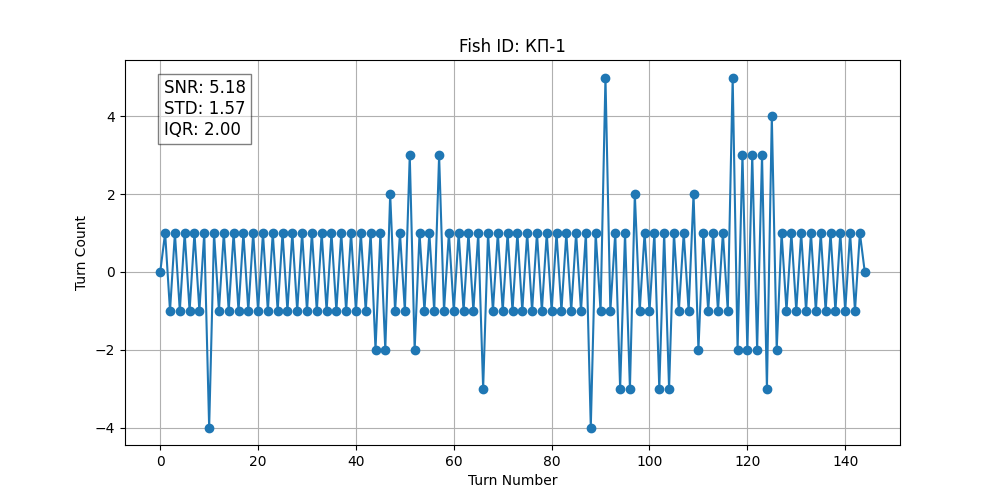 Fish ID: КП-1
SNR: 5.18
STD: 1.57
IQR: 2.00
4
2
0
−2
−4
Turn Count
0 20 40 60 80 100 120 140
Turn Number